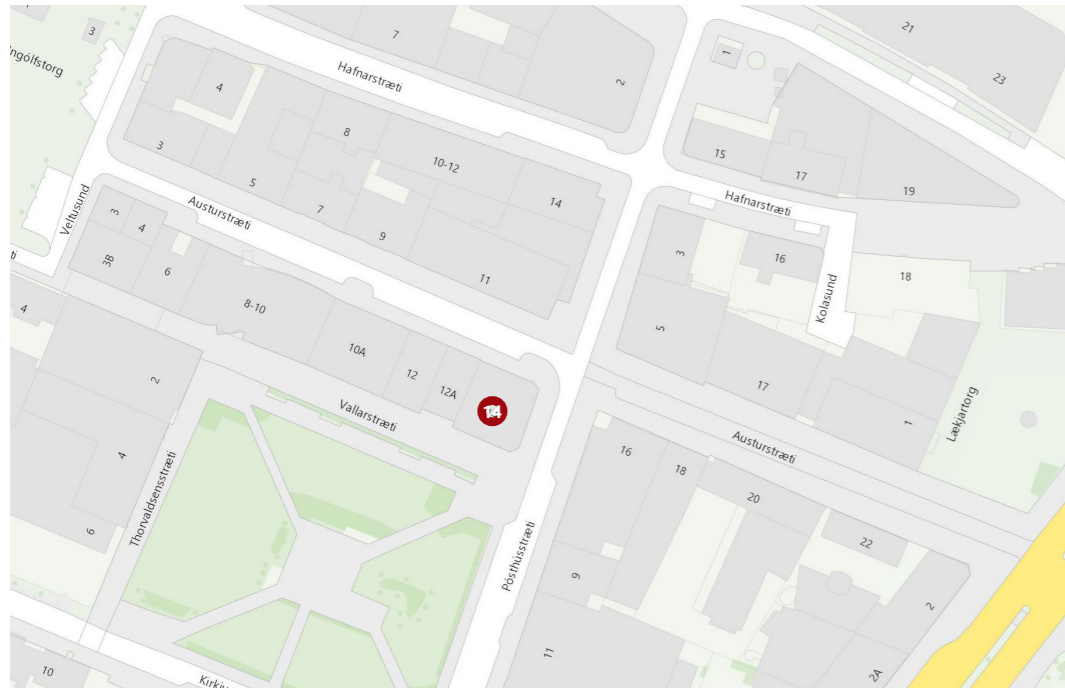 3
7
21
Ingólfstorg
Hafnarstræti
2
1
23
4
8
10-12
15
17
19
3
5
7
14
Hafnarstræti
Veltusund
Austurstræti
9
11
3
16
18
3
4
3B
6
8-10
5
Kolasund
4
10A
12
12A
14
17
1
Lækjartorg
2
Vallarstræti
Austurstræti
16
18
20
22
4
Thorvaldsensstræti
6
Pósthússtræti
9
2
11
2A
10